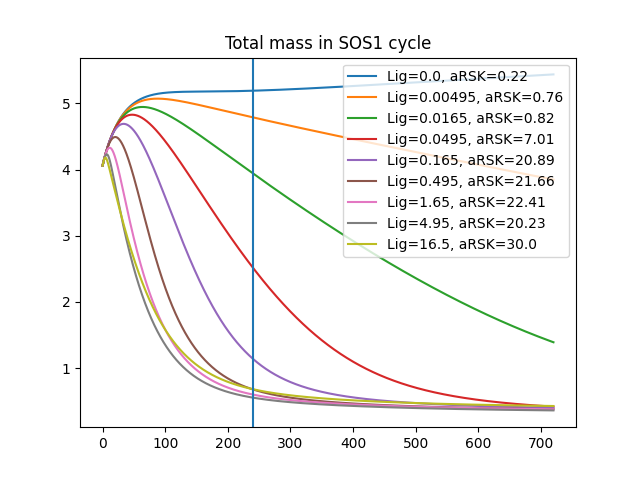 Total mass in SOS1 cycle
Lig=0.0, aRSK=0.22
Lig=0.00495, aRSK=0.76
Lig=0.0165, aRSK=0.82
Lig=0.0495, aRSK=7.01
Lig=0.165, aRSK=20.89
Lig=0.495, aRSK=21.66
Lig=1.65, aRSK=22.41
Lig=4.95, aRSK=20.23
Lig=16.5, aRSK=30.0
5
4
3
2
1
0 100 200 300 400 500 600 700